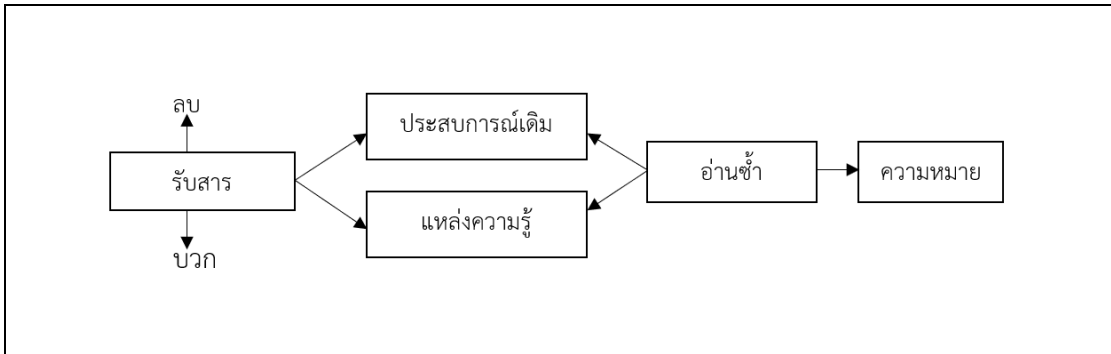 ลบ
รับสาร
บวก
ประสบการณ์เดิม
แหล่งความรู้
อ่านซ้ำ
ความหมาย